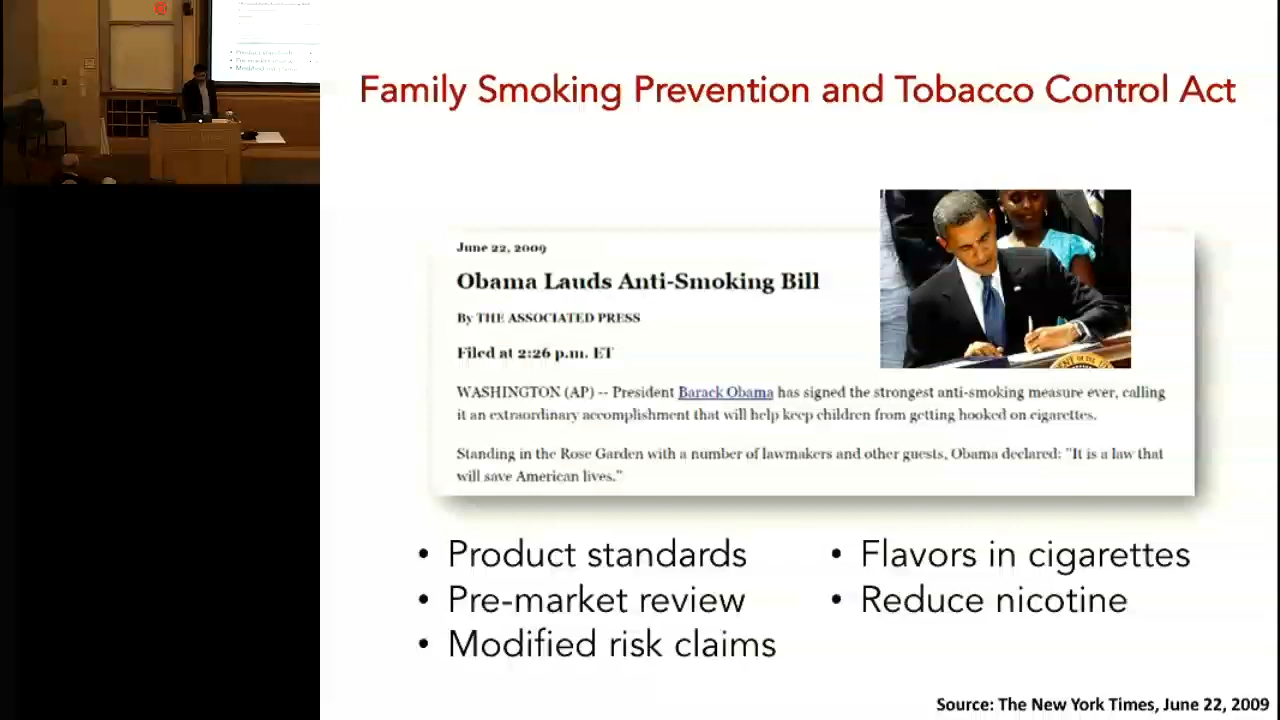 Family Smoking Prevention and Tobacco Control Act
June 22, 2009
Obama Lauds Anti-Smoking Bill
By THE ASSOCIATED PRESS
Filed at 2:26 p.m. ET
WASHINGTON (AP) -- President Barack Obama has signed the strongest anti-smoking measure ever, calling
it an extraordinary accomplishment that will help keep children from getting hooked on cigarettes.
Standing in the Rose Garden with a number of lawmakers and other guests, Obama declared: "It is a law that
will save American lives."
• Product standards
• Pre-market review
• Modified risk claims
• Flavors in cigarettes
• Reduce nicotine
Source: The New York Times, June 22, 2009